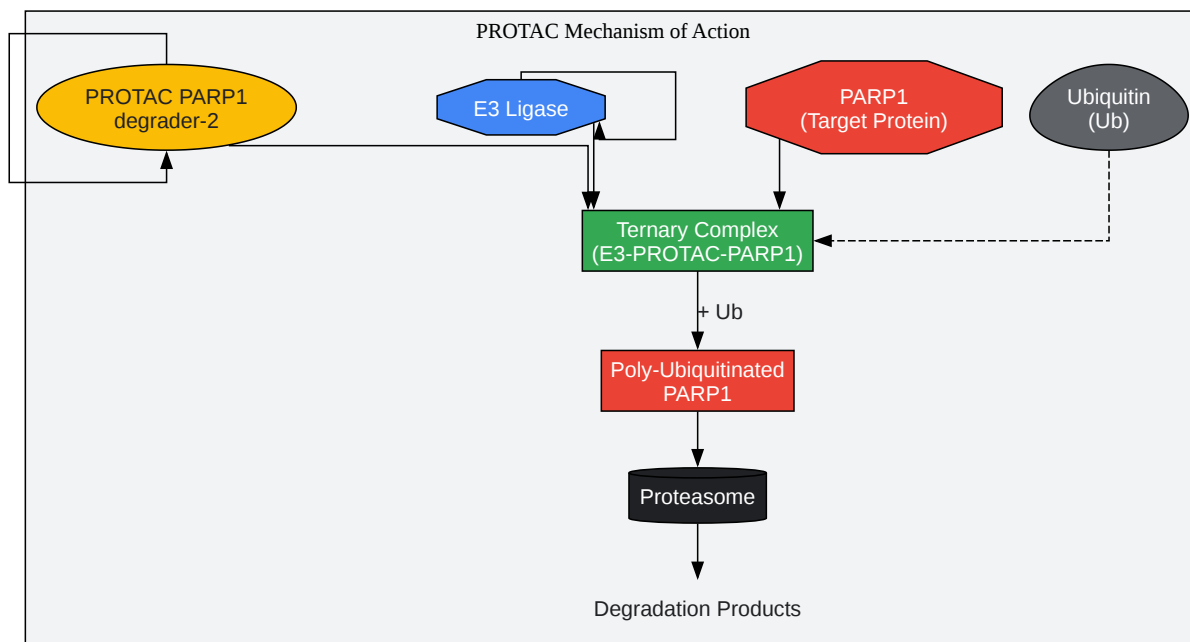 PROTAC Mechanism of Action
PROTAC PARP1
degrader-2
E3 Ligase
PARP1
(Target Protein)
Ubiquitin
(Ub)
Ternary Complex
(E3-PROTAC-PARP1)
+ Ub
Poly-Ubiquitinated
PARP1
Proteasome
Degradation Products